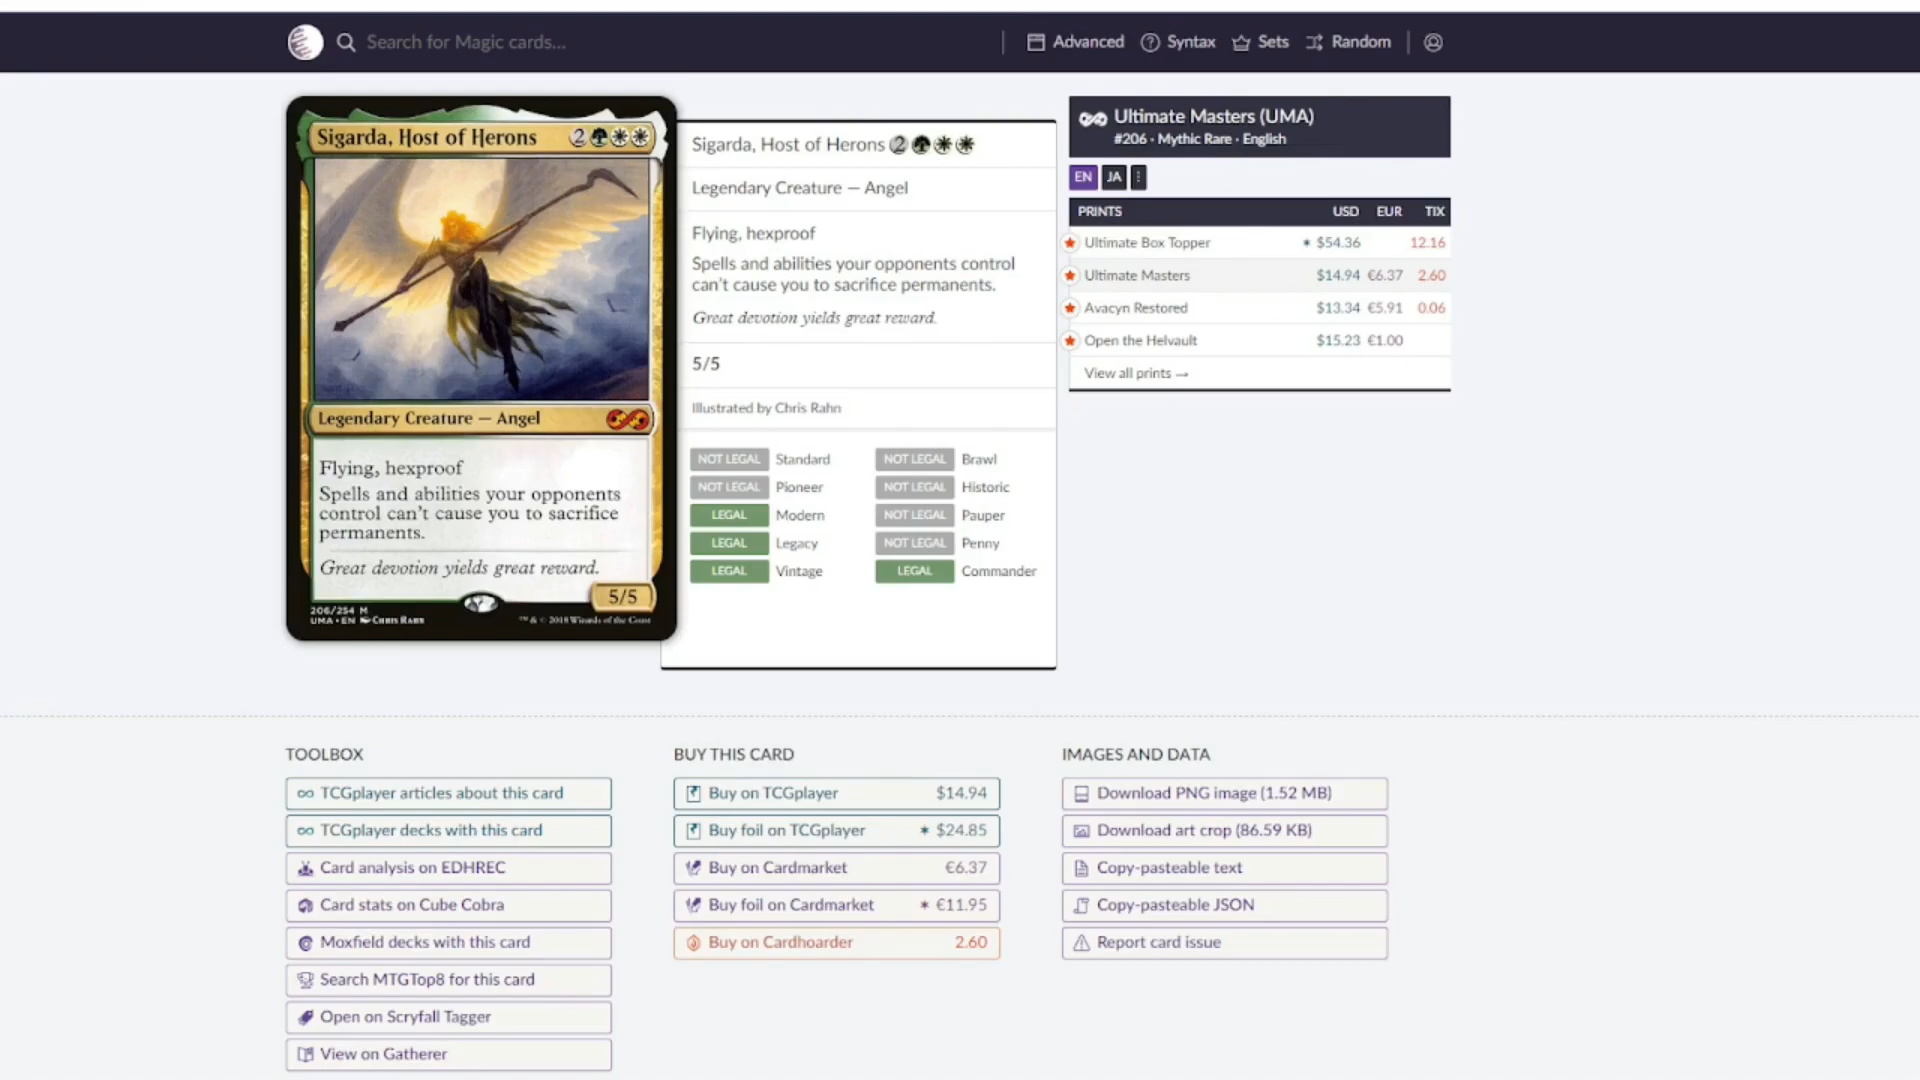 Search for Magic cards...
Advanced
Syntax
Sets
Random
Sigarda, Host of Herons 2
Legendary Creature — Angel
Flying, hexproof
Spells and abilities your opponents
control can't cause you to sacrifice
permanents.
Great devotion yields great reward.
5/5
206/254 M
UMA • EN Chris Rahn
™ & © 2018 Wizards of the Coast
Sigarda, Host of Herons 2
Legendary Creature — Angel
Flying, hexproof
Spells and abilities your opponents control
can't cause you to sacrifice permanents.
Great devotion yields great reward.
5/5
Illustrated by Chris Rahn
NOT LEGAL Standard NOT LEGAL Brawl
NOT LEGAL Pioneer NOT LEGAL Historic
LEGAL Modern NOT LEGAL Pauper
LEGAL Legacy NOT LEGAL Penny
LEGAL Vintage LEGAL Commander
Ultimate Masters (UMA)
#206 · Mythic Rare · English
EN JA
PRINTS USD EUR TIX
Ultimate Box Topper $54.36 12.16
Ultimate Masters $14.94 €6.37 2.60
Avacyn Restored $13.34 €5.91 0.06
Open the Helvault $15.23 €1.00
View all prints →
TOOLBOX
TCGplayer articles about this card
TCGplayer decks with this card
Card analysis on EDHREC
Card stats on Cube Cobra
Moxfield decks with this card
Search MTGTop8 for this card
Open on Scryfall Tagger
View on Gatherer
BUY THIS CARD
Buy on TCGplayer $14.94
Buy foil on TCGplayer $24.85
Buy on Cardmarket €6.37
Buy foil on Cardmarket €11.95
Buy on Cardhoarder 2.60
IMAGES AND DATA
Download PNG image (1.52 MB)
Download art crop (86.59 KB)
Copy-pasteable text
Copy-pasteable JSON
Report card issue